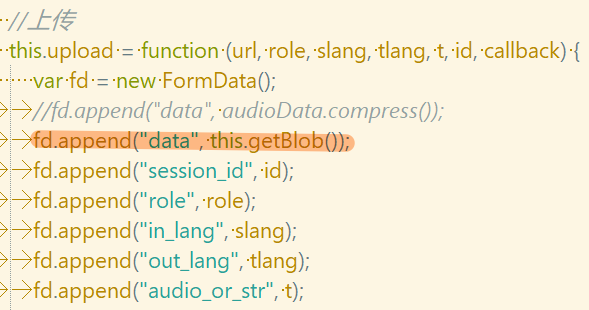 //上传
this.upload = function (url, role, slang, tlang, t, id, callback) {
var fd = new FormData();
//fd.append("data", audioData.compress());
fd.append("data", this.getBlob());
fd.append("session_id", id);
fd.append("role", role);
fd.append("in_lang", slang);
fd.append("out_lang", tlang);
fd.append("audio_or_str", t);